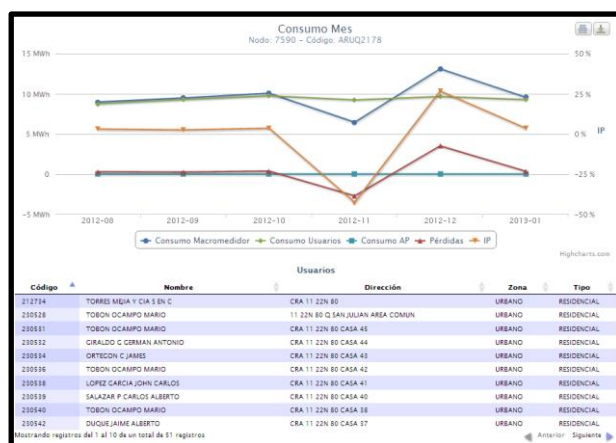 Consumo Mes
Nodo: 7590 - Código: ARUQ2178
15 MWh 50 %
10 MWh 25 %
5 MWh 0 % IP
0 -25 %
-5 MWh -50 %
2012-08 2012-09 2012-10 2012-11 2012-12 2013-01
Consumo Macromedidor Consumo Usuarios Consumo AP Pérdidas IP
Highcharts.com
Usuarios
Código Nombre Dirección Zona Tipo
212734 TORRES MEJIA Y CIA S EN C CRA 11 22N 80 URBANO RESIDENCIAL
230528 TOBON OCAMPO MARIO 11 22N 80 Q SAN JULIAN AREA COMUN URBANO RESIDENCIAL
230531 TOBON OCAMPO MARIO CRA 11 22N 80 CASA 45 URBANO RESIDENCIAL
230532 GIRALDO G GERMAN ANTONIO CRA 11 22N 80 CASA 44 URBANO RESIDENCIAL
230534 ORTEGON C JAMES CRA 11 22N 80 CASA 43 URBANO RESIDENCIAL
230536 TOBON OCAMPO MARIO CRA 11 22N 80 CASA 42 URBANO RESIDENCIAL
230538 LOPEZ GARCIA JOHN CARLOS CRA 11 22N 80 CASA 41 URBANO RESIDENCIAL
230539 SALAZAR P CARLOS ALBERTO CRA 11 22N 80 CASA 40 URBANO RESIDENCIAL
230540 TOBON OCAMPO MARIO CRA 11 22N 80 CASA 38 URBANO RESIDENCIAL
230542 DUQUE JAIME ALBERTO CRA 11 22N 80 CASA 37 URBANO RESIDENCIAL
Mostrando registros del 1 al 10 de un total de 51 registros Anterior Siguiente